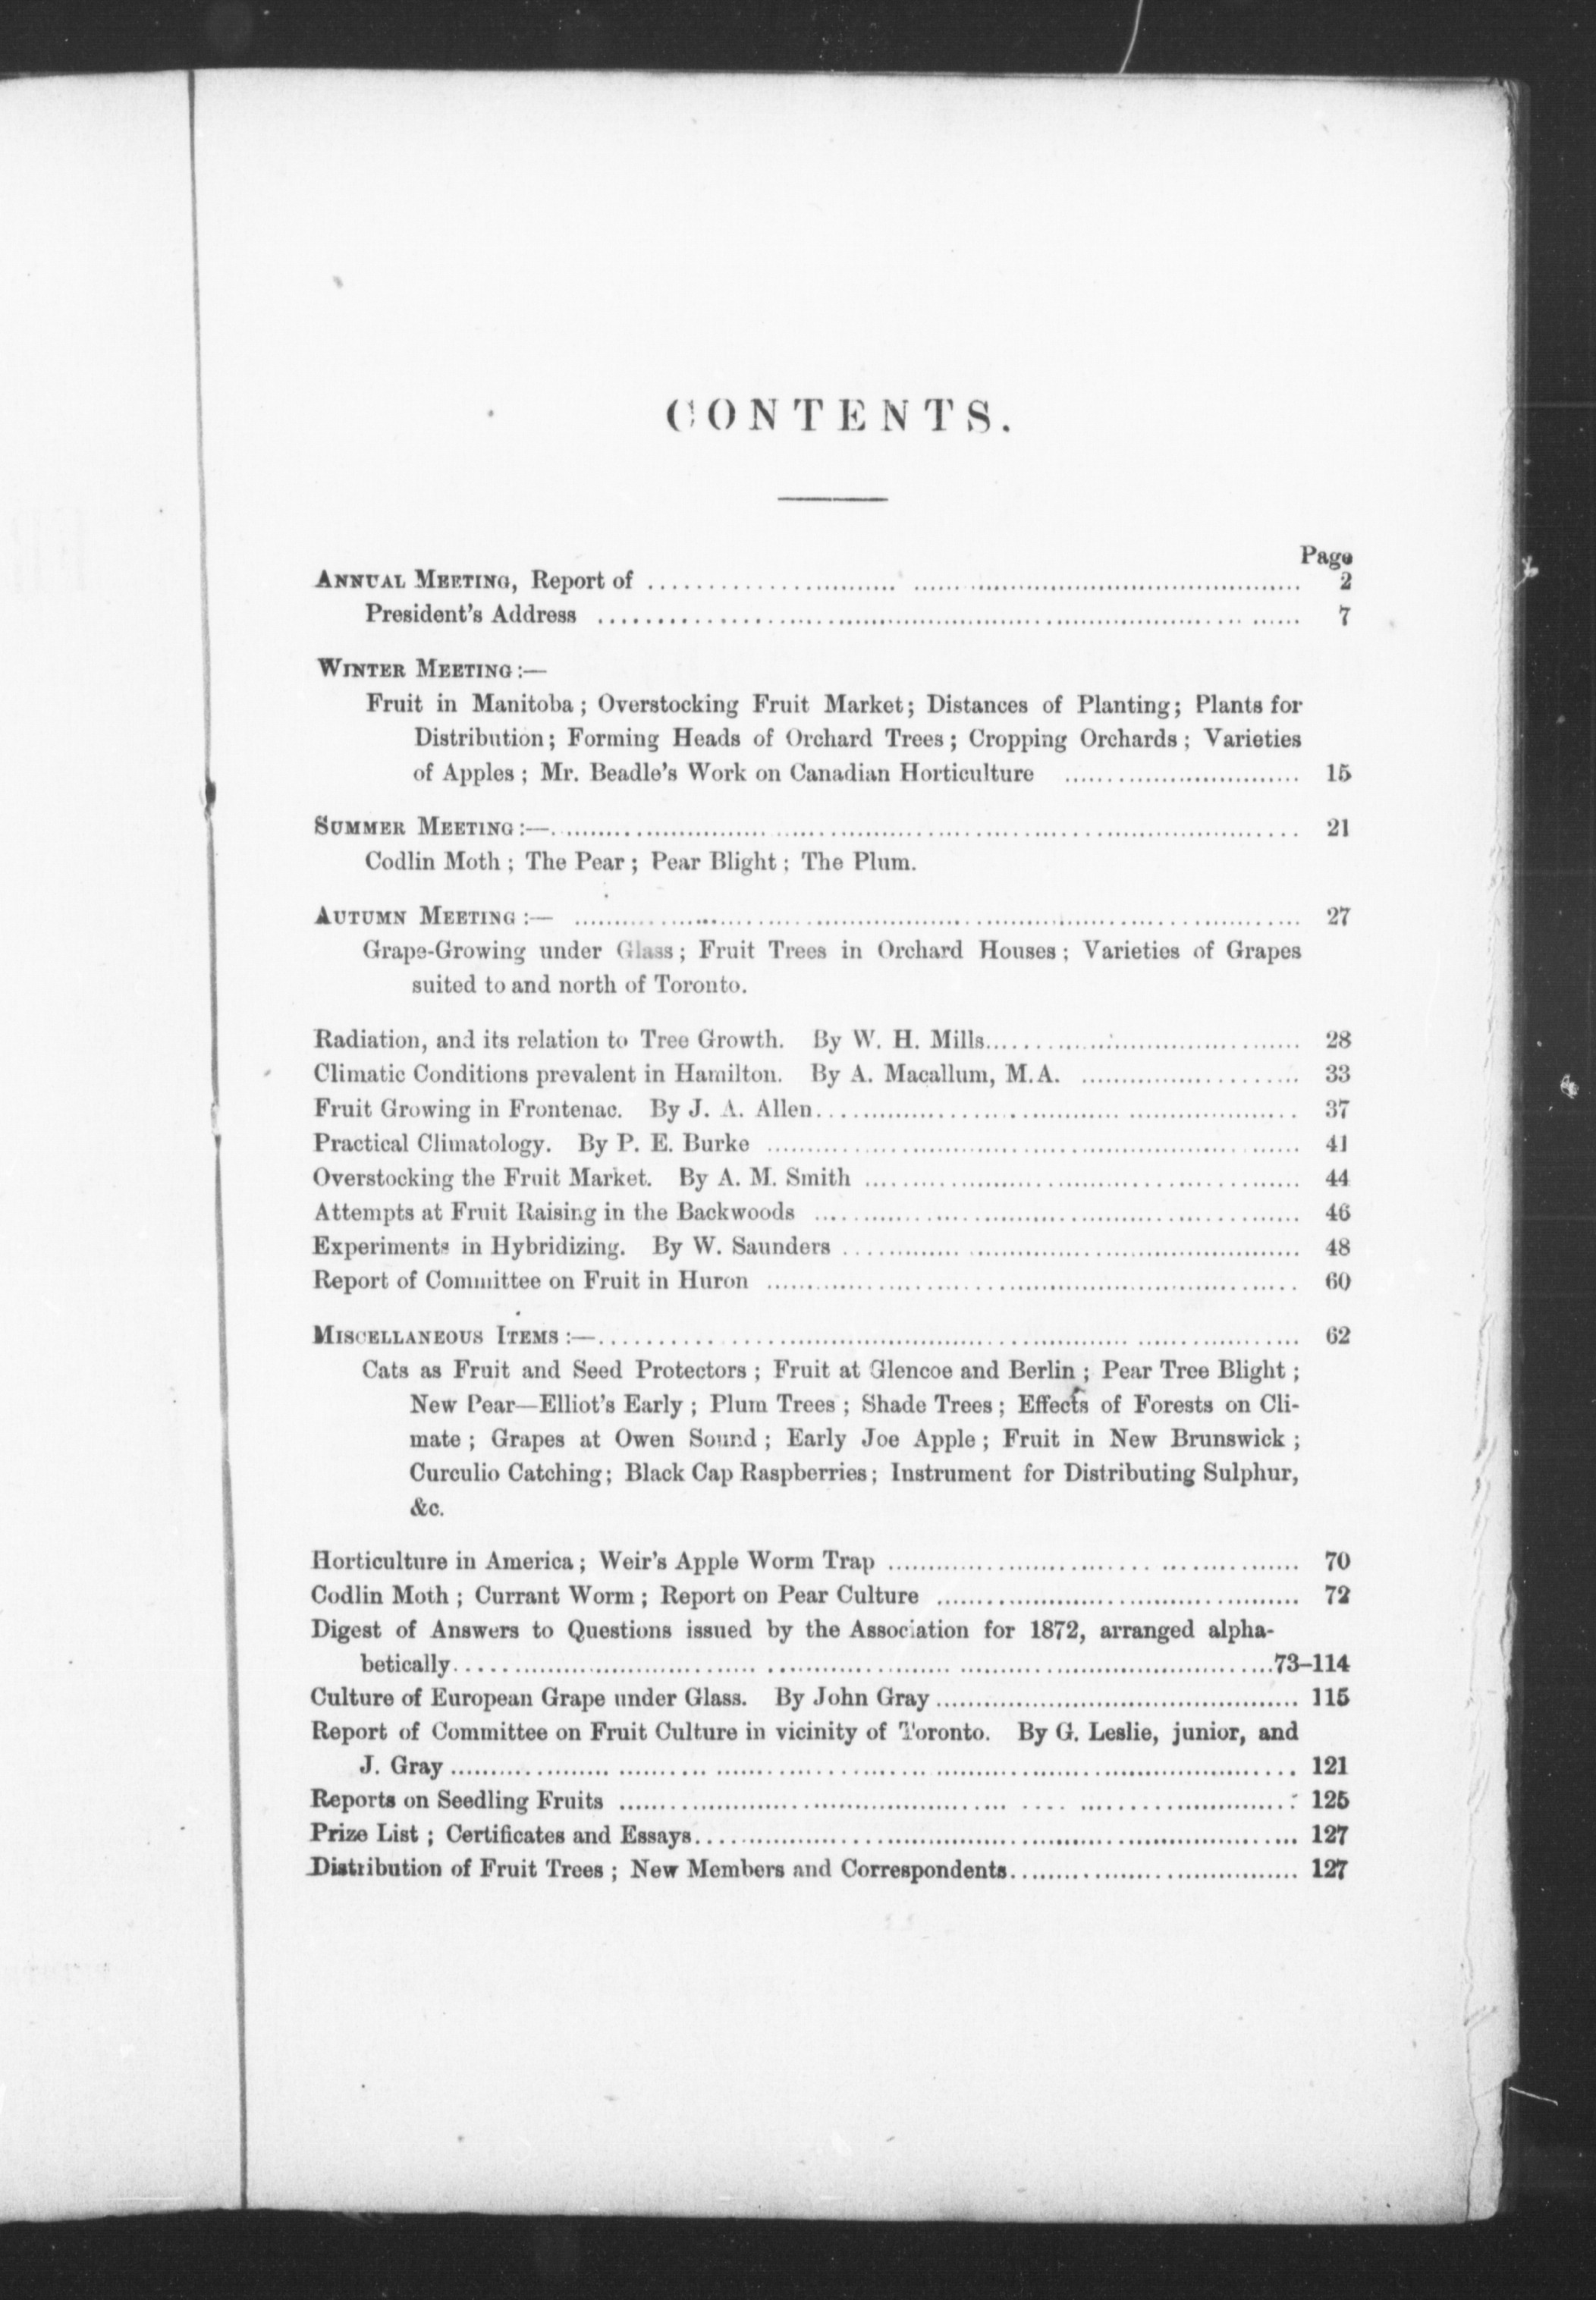 CONTENTS.
Page
ANNUAL MEETING, Report of ........................ ........................................ 2
President's Address ........................................................................ 7
WINTER MEETING :—
Fruit in Manitoba ; Overstocking Fruit Market ; Distances of Planting ; Plants for
Distribution ; Forming Heads of Orchard Trees ; Cropping Orchards ; Varieties
of Apples ; Mr. Beadle's Work on Canadian Horticulture ............................ 15
SUMMER MEETING :—........................................................................ 21
Codlin Moth ; The Pear ; Pear Blight ; The Plum.
AUTUMN MEETING :— ........................................................................ 27
Grape-Growing under Glass ; Fruit Trees in Orchard Houses ; Varieties of Grapes
suited to and north of Toronto.
Radiation, and its relation to Tree Growth. By W. H. Mills...................................... 28
Climatic Conditions prevalent in Hamilton. By A. Macallum, M.A. .......................... 33
Fruit Growing in Frontenac. By J. A. Allen........................................................ 37
Practical Climatology. By P. E. Burke ............................................................ 41
Overstocking the Fruit Market. By A. M. Smith .................................................. 44
Attempts at Fruit Raising in the Backwoods ...................................................... 46
Experiments in Hybridizing. By W. Saunders .................................................... 48
Report of Committee on Fruit in Huron ............................................................ 60
MISCELLANEOUS ITEMS :—.................................................................... 62
Cats as Fruit and Seed Protectors ; Fruit at Glencoe and Berlin ; Pear Tree Blight ;
New Pear—Elliot's Early ; Plum Trees ; Shade Trees ; Effects of Forests on Cli-
mate ; Grapes at Owen Sound ; Early Joe Apple ; Fruit in New Brunswick ;
Curculio Catching ; Black Cap Raspberries ; Instrument for Distributing Sulphur,
&c.
Horticulture in America ; Weir's Apple Worm Trap .............................................. 70
Codlin Moth ; Currant Worm ; Report on Pear Culture .......................................... 72
Digest of Answers to Questions issued by the Association for 1872, arranged alpha-
betically................................................................................73–114
Culture of European Grape under Glass. By John Gray ........................................ 115
Report of Committee on Fruit Culture in vicinity of Toronto. By G. Leslie, junior, and
J. Gray .................................................................................... 121
Reports on Seedling Fruits .......................................................................... 125
Prize List ; Certificates and Essays.................................................................. 127
Distribution of Fruit Trees ; New Members and Correspondents.................................. 127